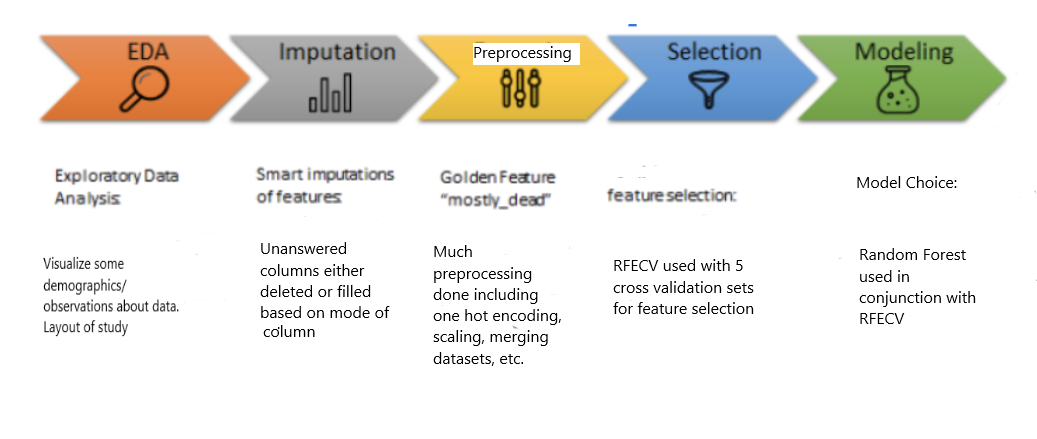 EDA
Imputation
Preprocessing
Selection
Modeling
Exploratory Data
Analysis:
Smart imputations
of features:
Golden Feature
“mostly_dead”
feature selection:
Model Choice:
Visualize some
demographics/
observations about data.
Layout of study
Unanswered
columns either
deleted or filled
based on mode of
column
Much
preprocessing
done including
one hot encoding,
scaling, merging
datasets, etc.
RFECV used with 5
cross validation sets
for feature selection
Random Forest
used in
conjunction with
RFECV